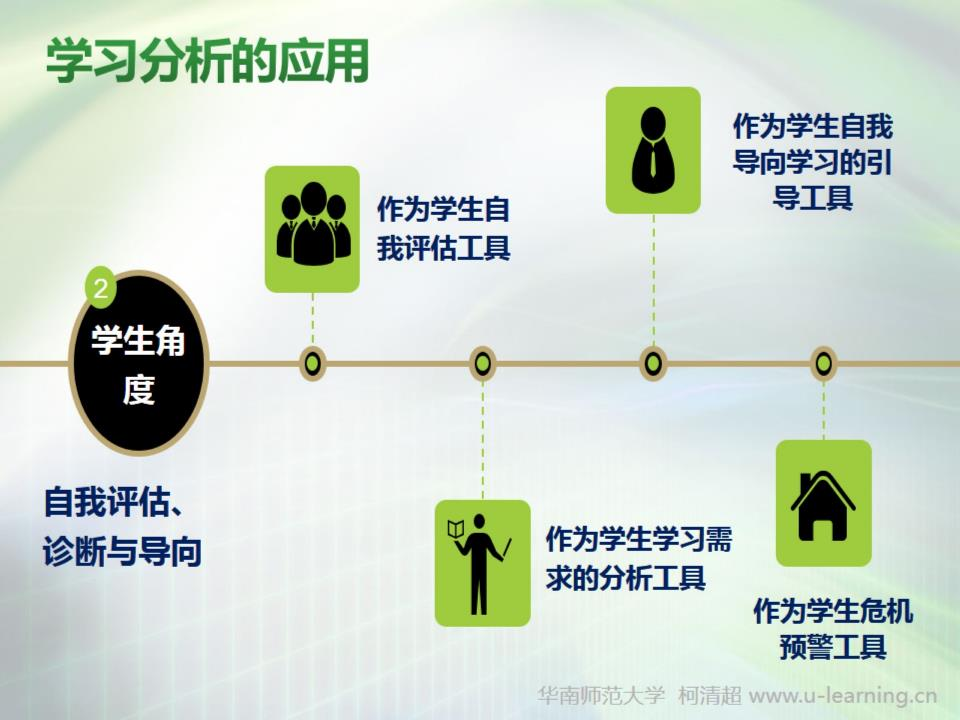 学习分析的应用
作为学生自我
导向学习的引
导工具
作为学生自
我评估工具
2
学生角
度
自我评估、
诊断与导向
作为学生学习需
求的分析工具
作为学生危机
预警工具
华南师范大学 柯清超 www.u-learning.cn